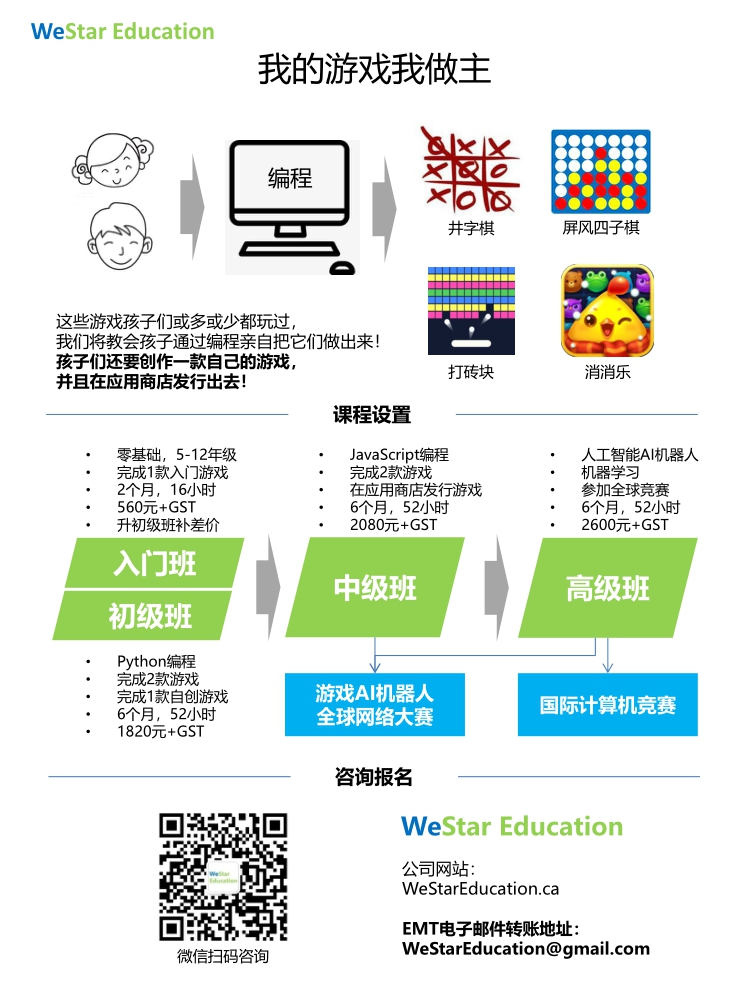 WeStar Education
我的游戏我做主
编程
井字棋
屏风四子棋
打砖块
消消乐
这些游戏孩子们或多或少都玩过，
我们将教会孩子通过编程亲自把它们做出来！
孩子们还要创作一款自己的游戏，
并且在应用商店发行出去！
课程设置
• 零基础，5-12年级
• 完成1款入门游戏
• 2个月，16小时
• 560元+GST
• 升初级班补差价
入门班
初级班
• Python编程
• 完成2款游戏
• 完成1款自创游戏
• 6个月，52小时
• 1820元+GST
• JavaScript编程
• 完成2款游戏
• 在应用商店发行游戏
• 6个月，52小时
• 2080元+GST
中级班
• 人工智能AI机器人
• 机器学习
• 参加全球竞赛
• 6个月，52小时
• 2600元+GST
高级班
游戏AI机器人
全球网络大赛
国际计算机竞赛
咨询报名
WeStar
Education
微信扫码咨询
WeStar Education
公司网站：
WeStarEducation.ca
EMT电子邮件转账地址：
WeStarEducation@gmail.com